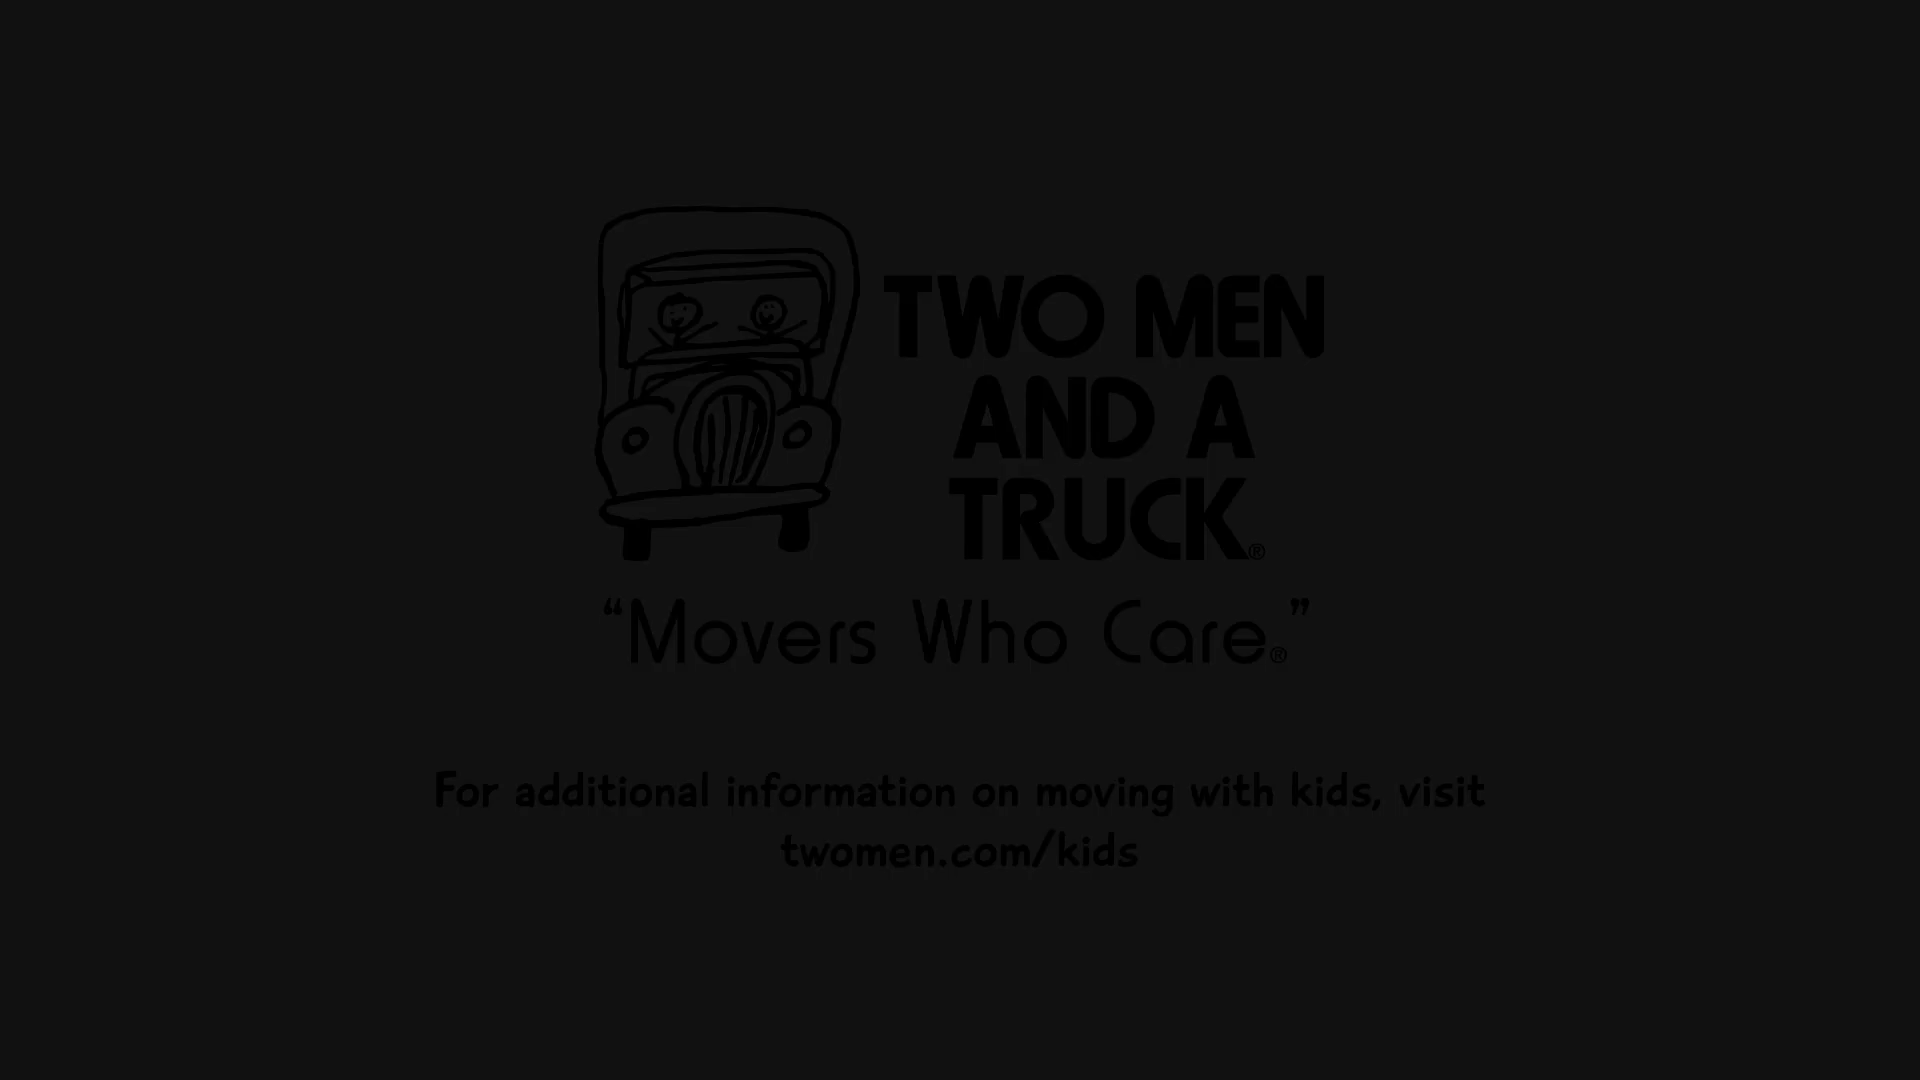 TWO MEN
AND A
TRUCK®
“Movers Who Care.®”
For additional information on moving with kids, visit
twomen.com/kids